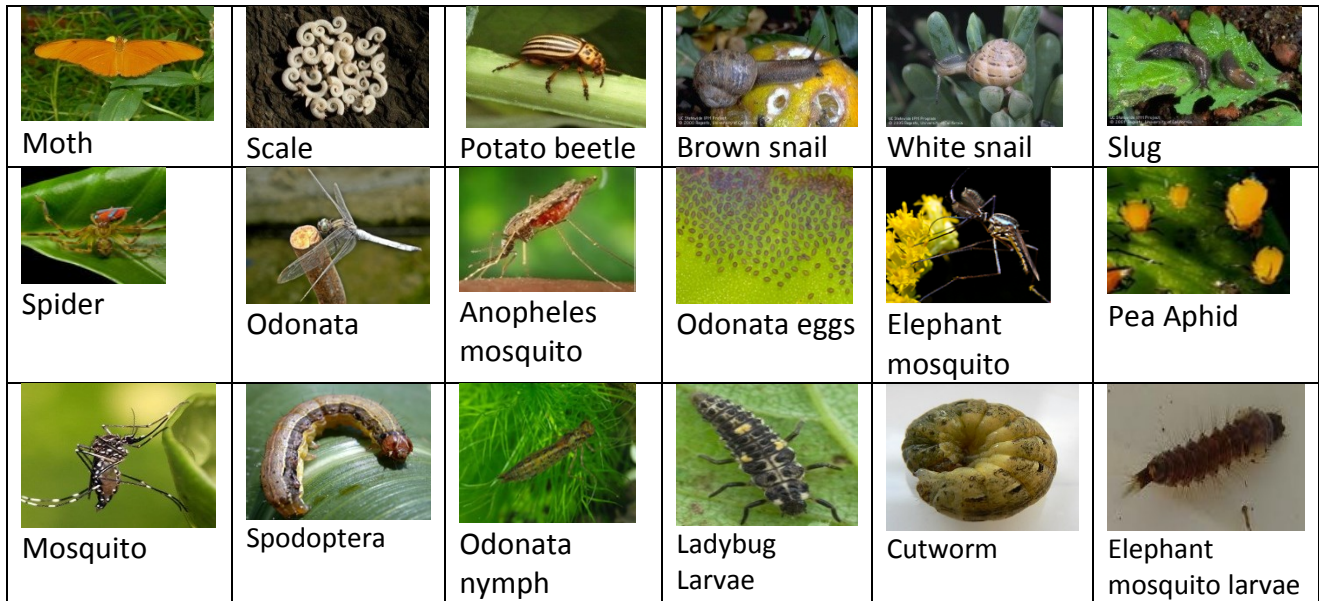 Moth
Scale
Potato beetle
Brown snail
White snail
Slug
Spider
Odonata
Anopheles
mosquito
Odonata eggs
Elephant
mosquito
Pea Aphid
Mosquito
Spodoptera
Odonata
nymph
Ladybug
Larvae
Cutworm
Elephant
mosquito larvae